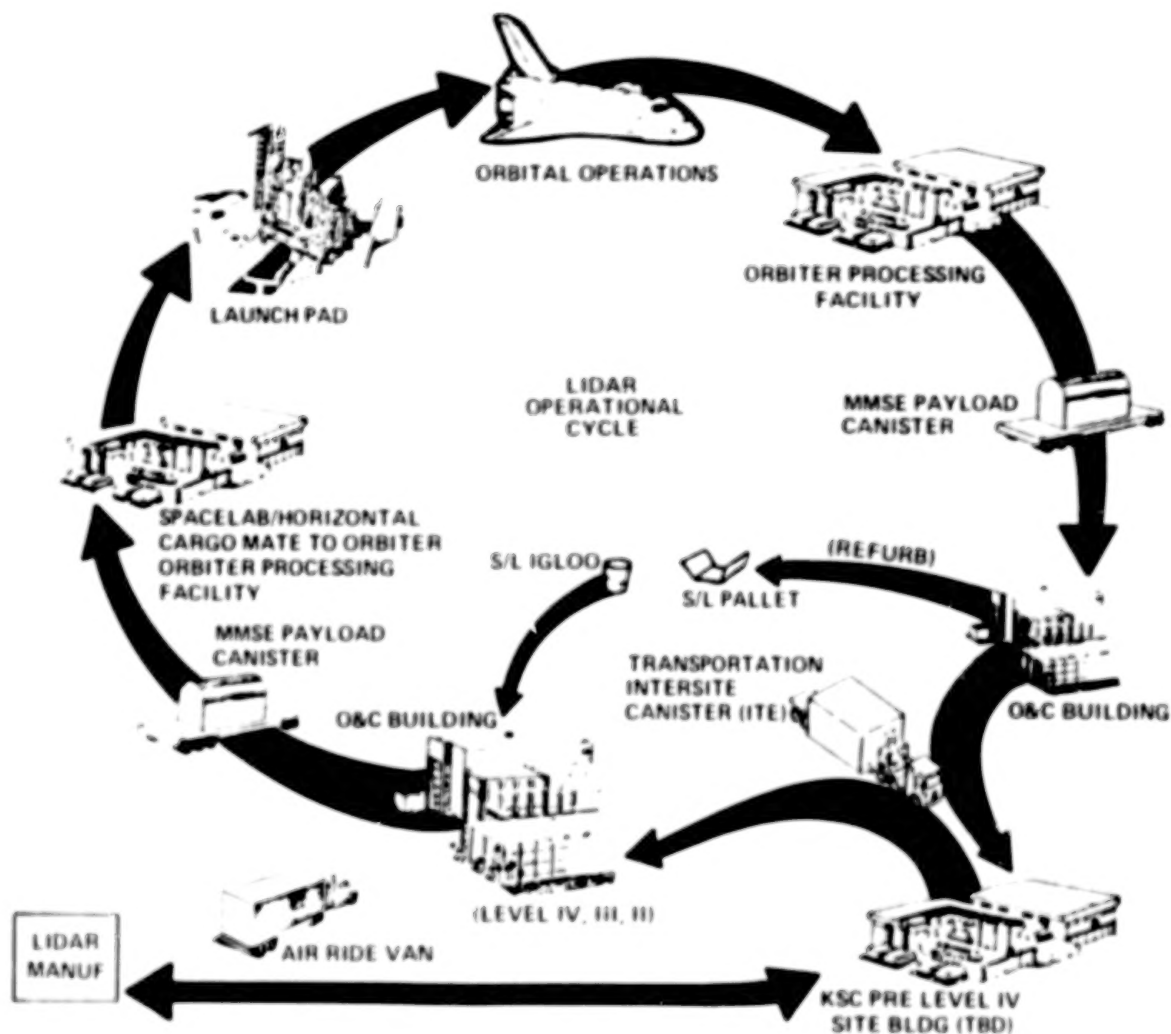 ORBITAL OPERATIONS
ORBITER PROCESSING
FACILITY
LAUNCH PAD
LIDAR
OPERATIONAL
CYCLE
MMSE PAYLOAD
CANISTER
SPACELAB/HORIZONTAL
CARGO MATE TO ORBITER
ORBITER PROCESSING
FACILITY
S/L IGLOO
(REFURB)
S/L PALLET
MMSE PAYLOAD
CANISTER
TRANSPORTATION
INTERSITE
CANISTER (ITE)
O&C BUILDING
O&C BUILDING
(LEVEL IV, III, II)
LIDAR
MANUF
AIR RIDE VAN
KSC PRE LEVEL IV
SITE BLDG (TBD)